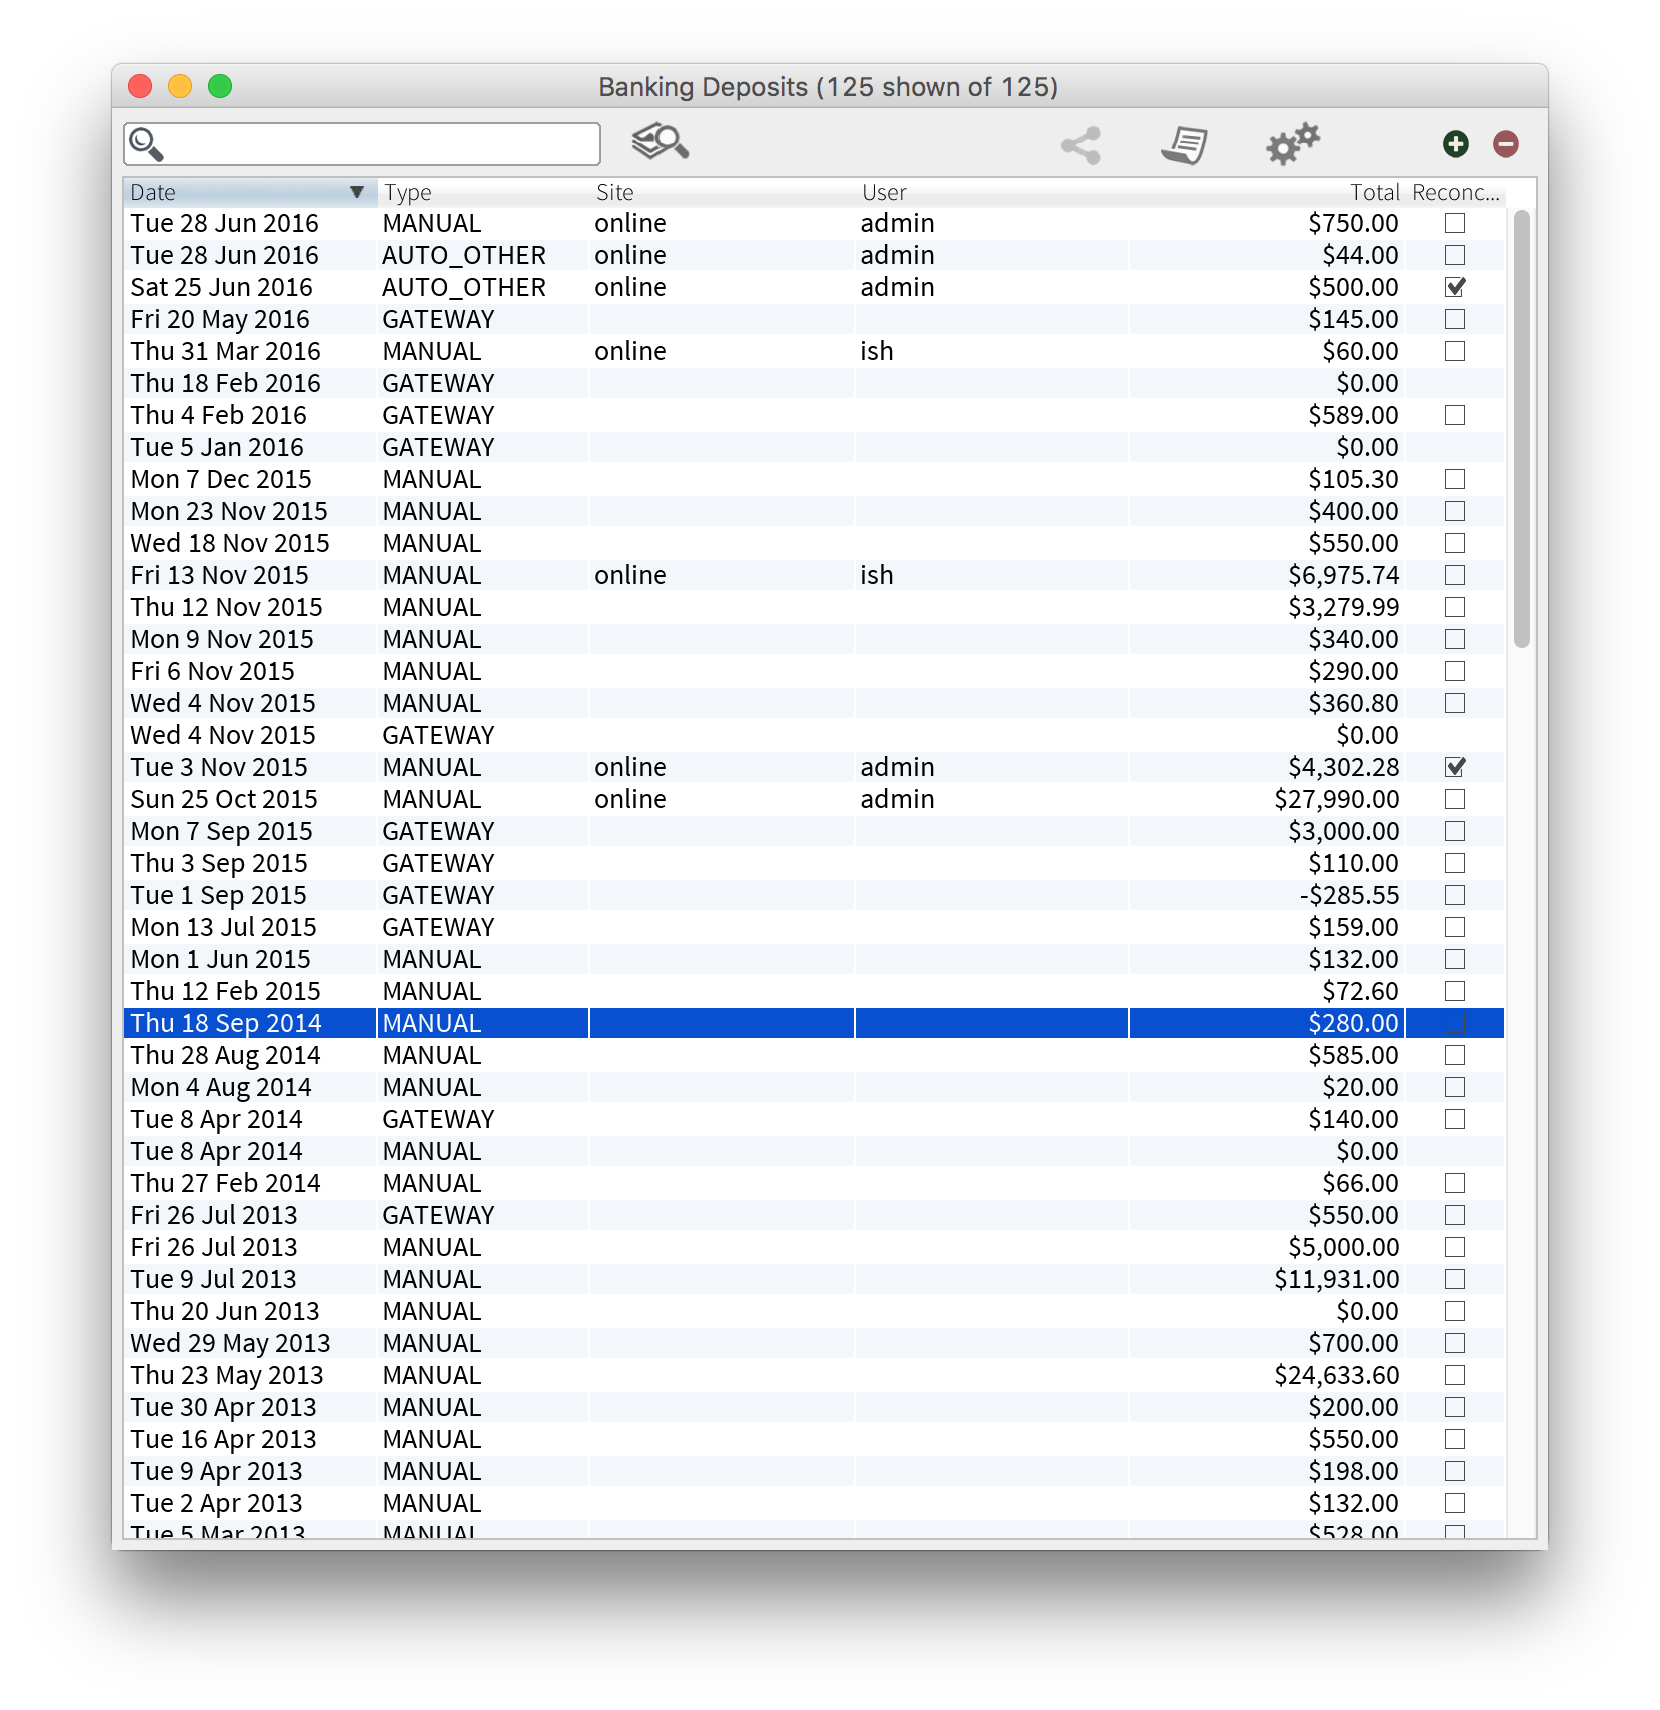 Banking Deposits (125 shown of 125)
Date Type Site User Total Reconc...
Tue 28 Jun 2016 MANUAL online admin $750.00
Tue 28 Jun 2016 AUTO_OTHER online admin $44.00
Sat 25 Jun 2016 AUTO_OTHER online admin $500.00
Fri 20 May 2016 GATEWAY $145.00
Thu 31 Mar 2016 MANUAL online ish $60.00
Thu 18 Feb 2016 GATEWAY $0.00
Thu 4 Feb 2016 GATEWAY $589.00
Tue 5 Jan 2016 GATEWAY $0.00
Mon 7 Dec 2015 MANUAL $105.30
Mon 23 Nov 2015 MANUAL $400.00
Wed 18 Nov 2015 MANUAL $550.00
Fri 13 Nov 2015 MANUAL online ish $6,975.74
Thu 12 Nov 2015 MANUAL $3,279.99
Mon 9 Nov 2015 MANUAL $340.00
Fri 6 Nov 2015 MANUAL $290.00
Wed 4 Nov 2015 MANUAL $360.80
Wed 4 Nov 2015 GATEWAY $0.00
Tue 3 Nov 2015 MANUAL online admin $4,302.28
Sun 25 Oct 2015 MANUAL online admin $27,990.00
Mon 7 Sep 2015 GATEWAY $3,000.00
Thu 3 Sep 2015 GATEWAY $110.00
Tue 1 Sep 2015 GATEWAY -$285.55
Mon 13 Jul 2015 GATEWAY $159.00
Mon 1 Jun 2015 MANUAL $132.00
Thu 12 Feb 2015 MANUAL $72.60
Thu 18 Sep 2014 MANUAL $280.00
Thu 28 Aug 2014 MANUAL $585.00
Mon 4 Aug 2014 MANUAL $20.00
Tue 8 Apr 2014 GATEWAY $140.00
Tue 8 Apr 2014 MANUAL $0.00
Thu 27 Feb 2014 MANUAL $66.00
Fri 26 Jul 2013 GATEWAY $550.00
Fri 26 Jul 2013 MANUAL $5,000.00
Tue 9 Jul 2013 MANUAL $11,931.00
Thu 20 Jun 2013 MANUAL $0.00
Wed 29 May 2013 MANUAL $700.00
Thu 23 May 2013 MANUAL $24,633.60
Tue 30 Apr 2013 MANUAL $200.00
Tue 16 Apr 2013 MANUAL $550.00
Tue 9 Apr 2013 MANUAL $198.00
Tue 2 Apr 2013 MANUAL $132.00
Tue 5 Mar 2013 MANUAL $528.00